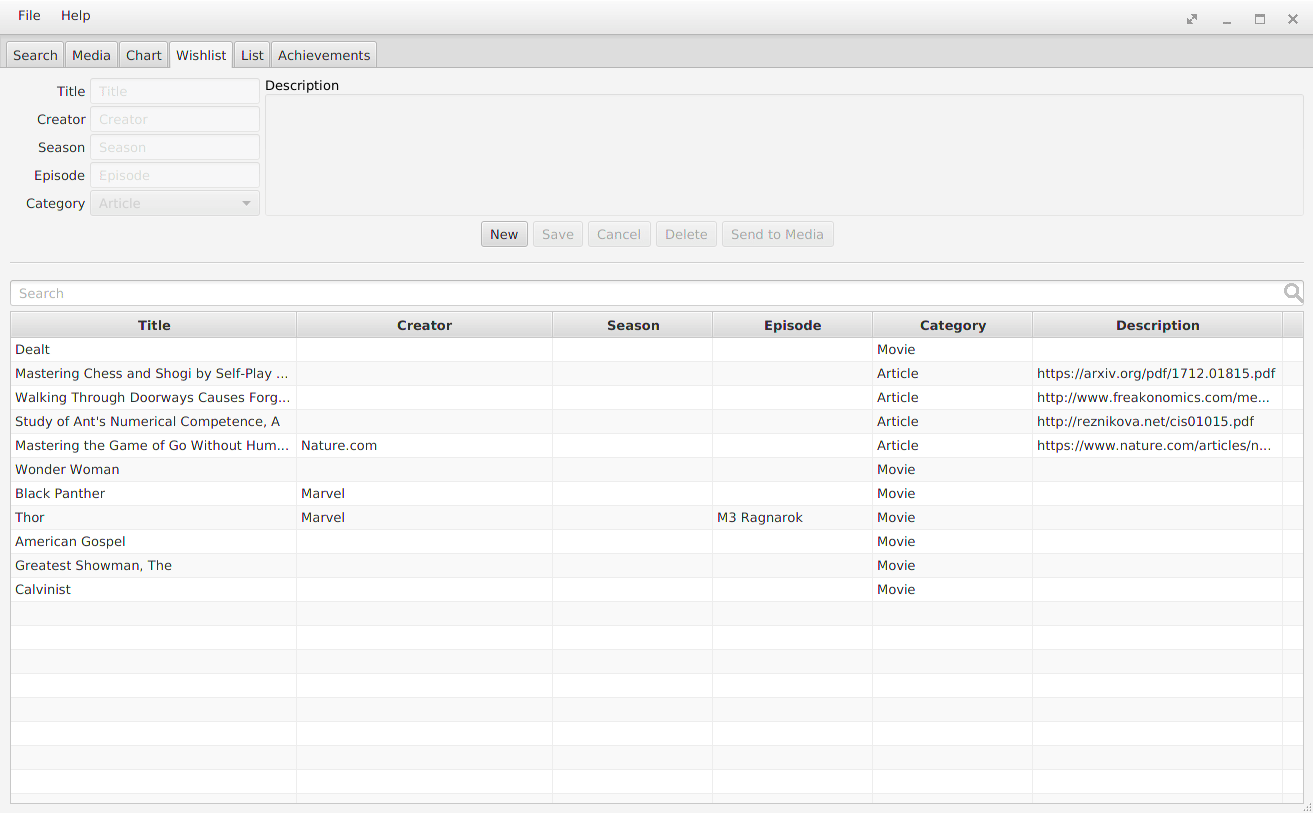 File Help
Search Media Chart Wishlist List Achievements
Title Title Description
Creator Creator
Season Season
Episode Episode
Category Article
New Save Cancel Delete Send to Media
Search
Title Creator Season Episode Category Description
Dealt Movie
Mastering Chess and Shogi by Self-Play ... Article https://arxiv.org/pdf/1712.01815.pdf
Walking Through Doorways Causes Forg... Article http://www.freakonomics.com/me...
Study of Ant's Numerical Competence, A Article http://reznikova.net/cis01015.pdf
Mastering the Game of Go Without Hum... Nature.com Article https://www.nature.com/articles/n...
Wonder Woman Movie
Black Panther Marvel Movie
Thor Marvel M3 Ragnarok Movie
American Gospel Movie
Greatest Showman, The Movie
Calvinist Movie